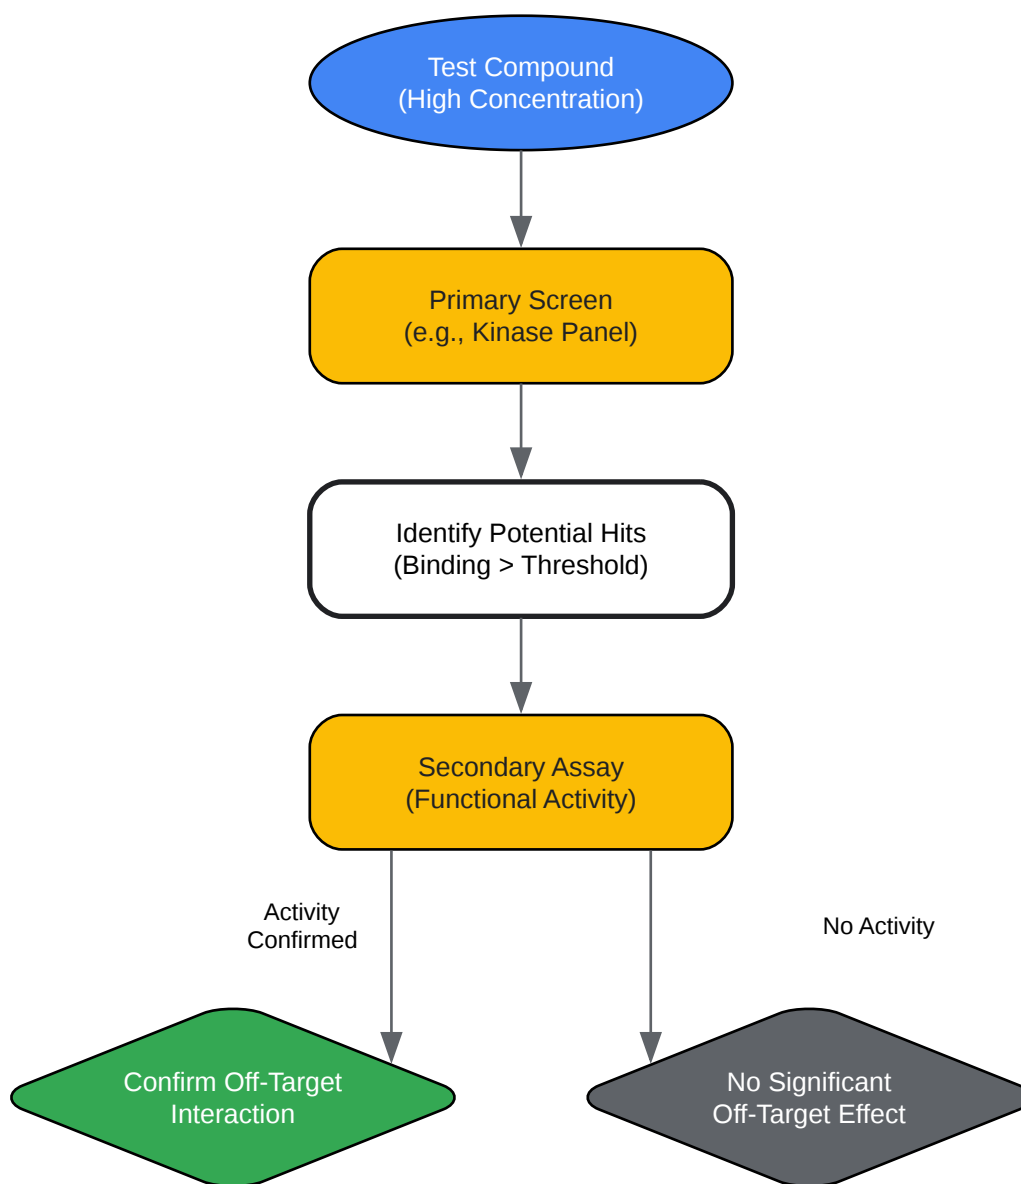 Test Compound
(High Concentration)
Primary Screen
(e.g., Kinase Panel)
Identify Potential Hits
(Binding > Threshold)
Secondary Assay
(Functional Activity)
Activity
Confirmed
No Activity
Confirm Off-Target
Interaction
No Significant
Off-Target Effect